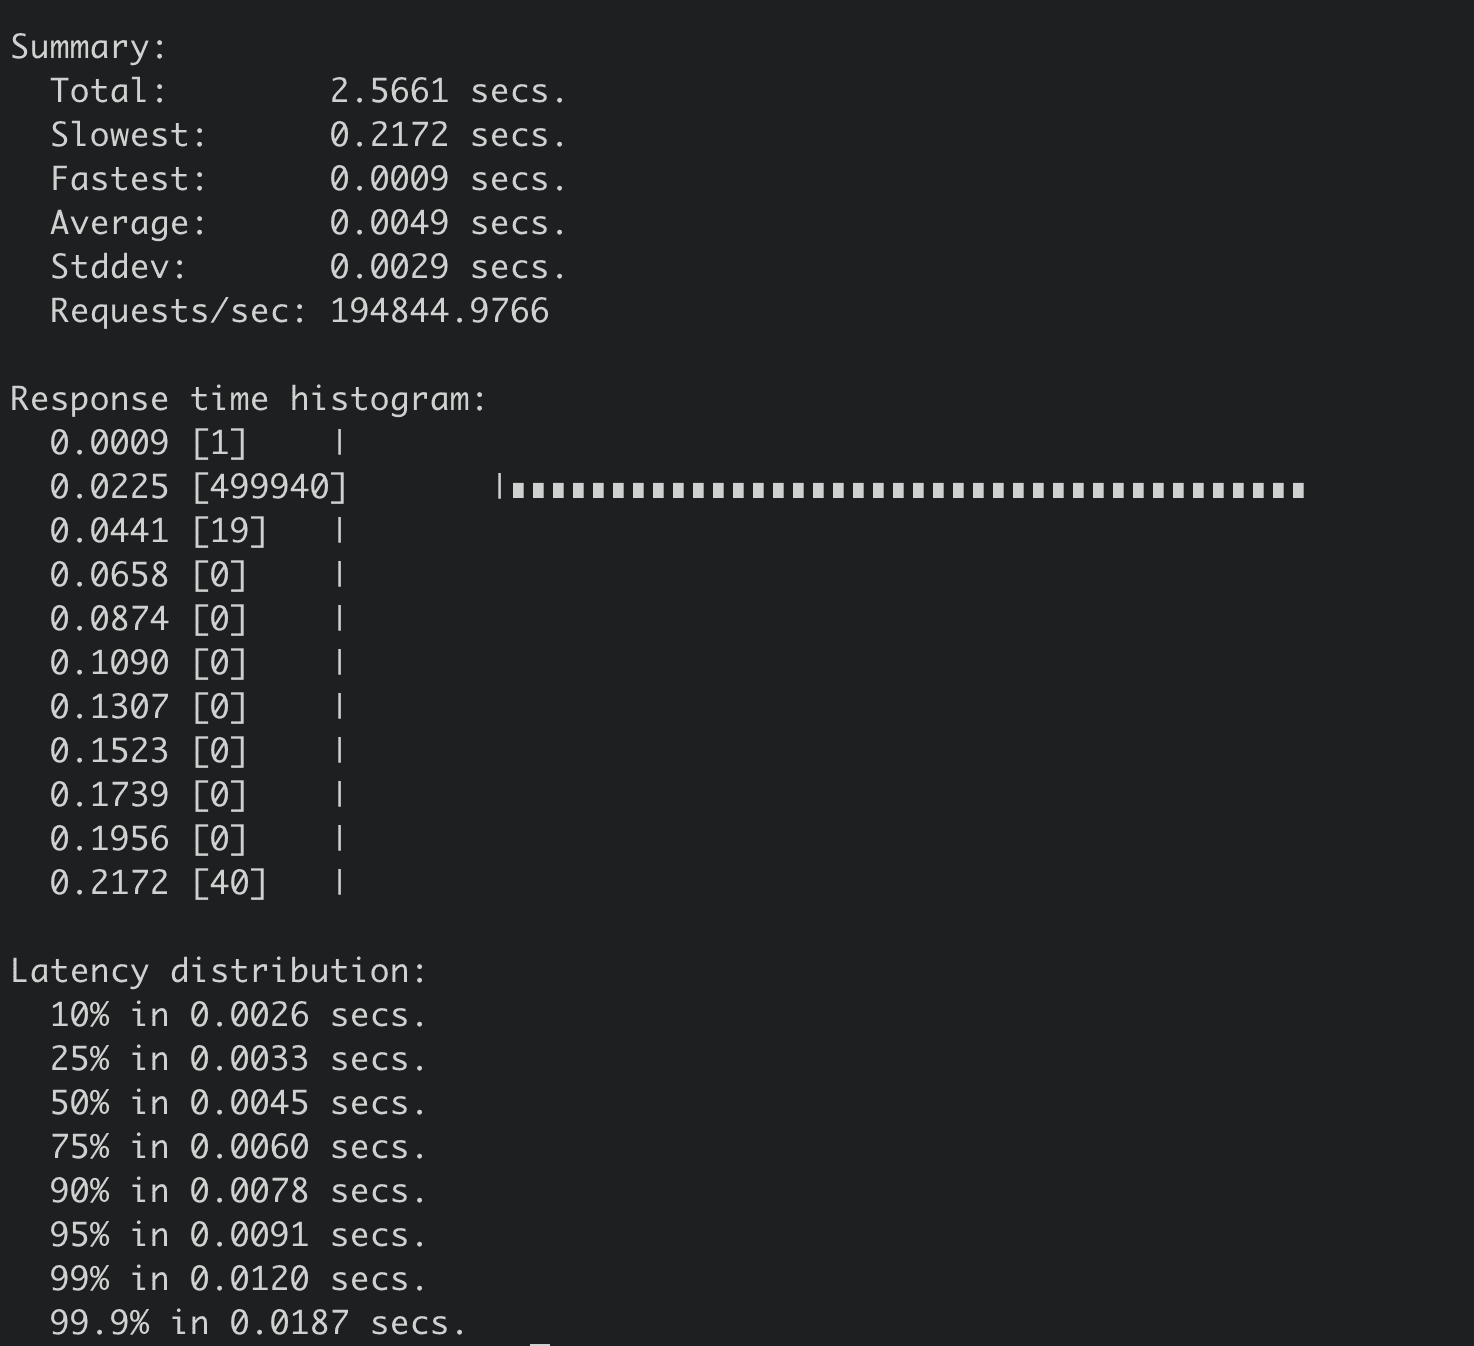 Summary:
  Total:        2.5661 secs.
  Slowest:      0.2172 secs.
  Fastest:      0.0009 secs.
  Average:      0.0049 secs.
  Stddev:       0.0029 secs.
  Requests/sec: 194844.9766

Response time histogram:
  0.0009 [1]    |
  0.0225 [499940]       |∎∎∎∎∎∎∎∎∎∎∎∎∎∎∎∎∎∎∎∎∎∎∎∎∎∎∎∎∎∎∎∎∎∎∎∎∎∎∎∎
  0.0441 [19]   |
  0.0658 [0]    |
  0.0874 [0]    |
  0.1090 [0]    |
  0.1307 [0]    |
  0.1523 [0]    |
  0.1739 [0]    |
  0.1956 [0]    |
  0.2172 [40]   |

Latency distribution:
  10% in 0.0026 secs.
  25% in 0.0033 secs.
  50% in 0.0045 secs.
  75% in 0.0060 secs.
  90% in 0.0078 secs.
  95% in 0.0091 secs.
  99% in 0.0120 secs.
  99.9% in 0.0187 secs.